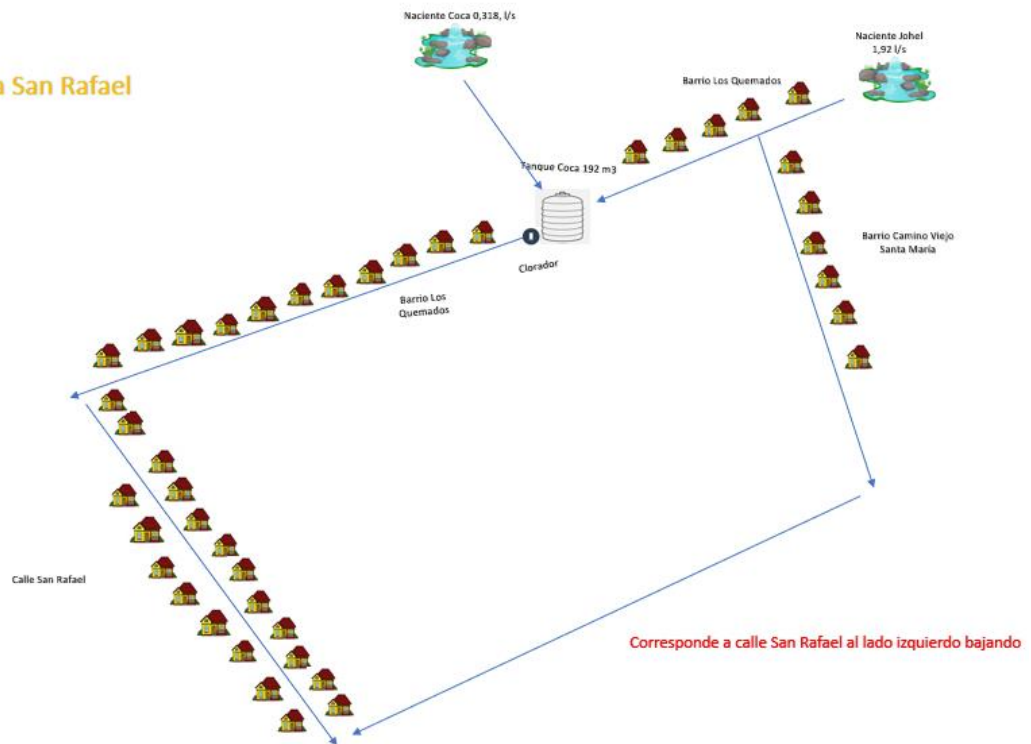 Naciente Coca 0,318, l/s
Naciente Johel
1,92 l/s
a San Rafael
Barrio Los Quemados
Tanque Coca 192 m3
Barrio Camino Viejo
Santa María
Clorador
Barrio Los
Quemados
Calle San Rafael
Corresponde a calle San Rafael al lado izquierdo bajando